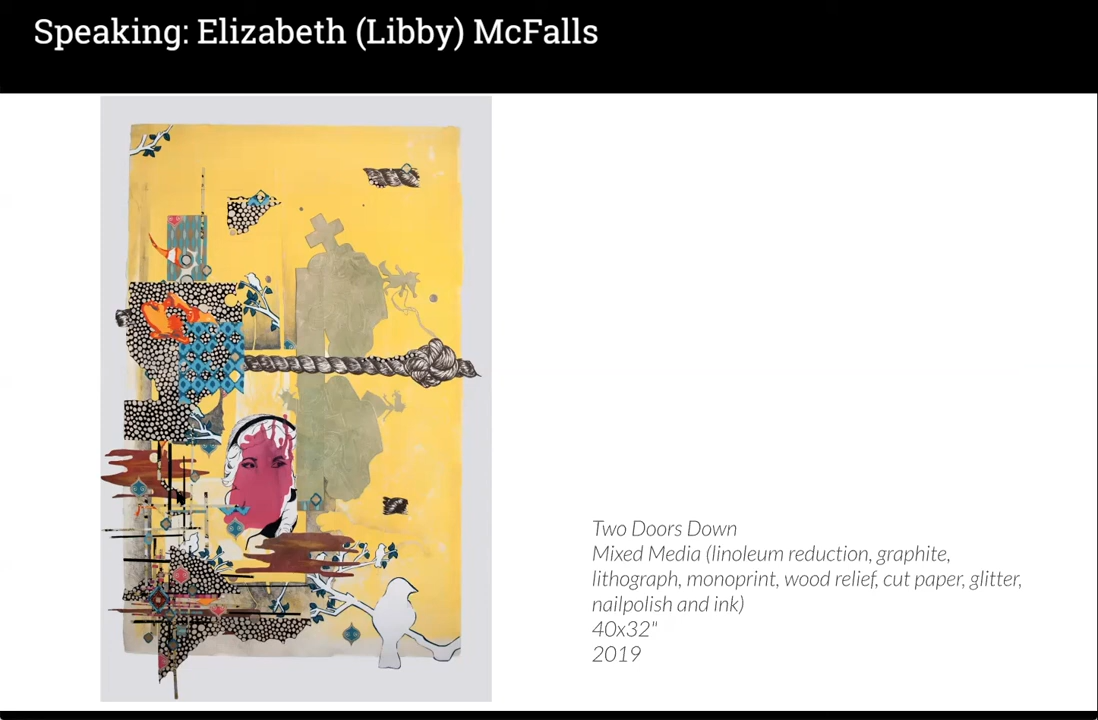 Speaking: Elizabeth (Libby) McFalls
Two Doors Down
Mixed Media (linoleum reduction, graphite,
lithograph, monoprint, wood relief, cut paper, glitter,
nailpolish and ink)
40x32"
2019